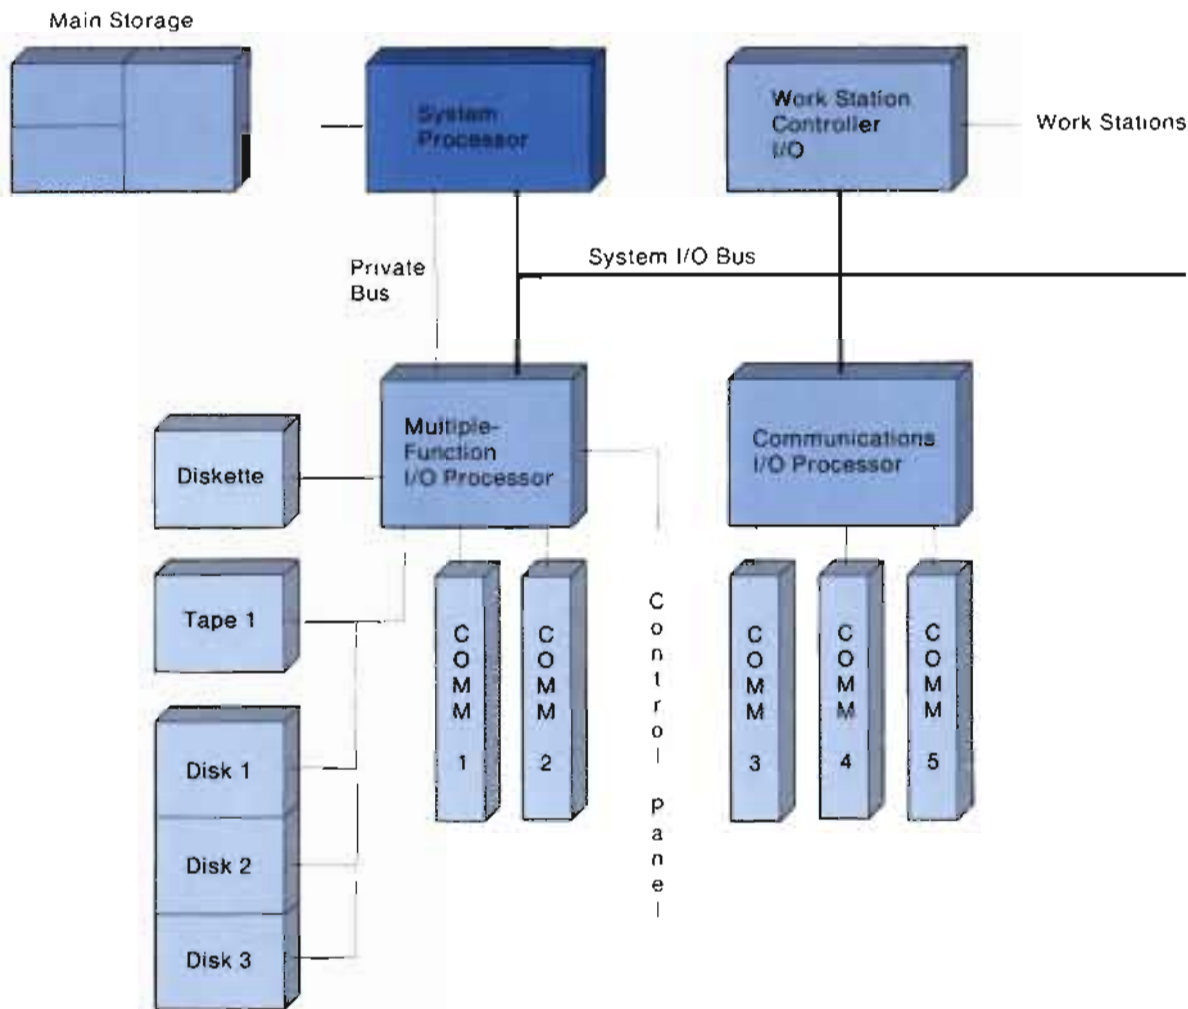 Main Storage
System
Processor
Work Station
Controller
I/O
Work Stations
Private
Bus
System I/O Bus
Multiple-
Function
I/O Processor
Communications
I/O Processor
Diskette
Tape 1
Disk 1
Disk 2
Disk 3
COMM 1
COMM 2
Control panel
COMM 3
COMM 4
COMM 5